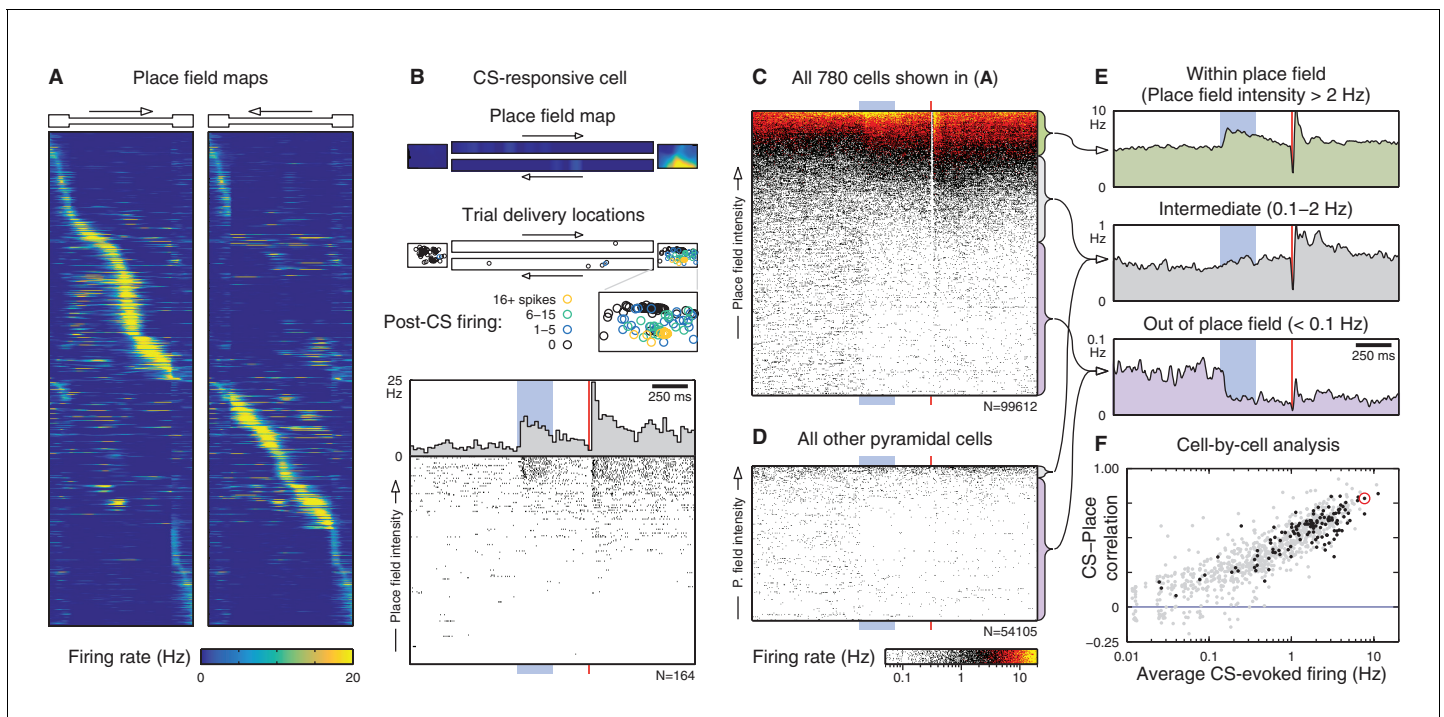 A
Place field maps
Firing rate (Hz)
0
20
B
CS-responsive cell
Place field map
Trial delivery locations
Post-CS firing:
16+ spikes
6–15
1–5
0
25
Hz
0
250 ms
Place field intensity
N=164
C
All 780 cells shown in (A)
Place field intensity
N=99612
D
All other pyramidal cells
P. field intensity
N=54105
Firing rate (Hz)
0.1
1
10
E
Within place field
(Place field intensity > 2 Hz)
10
Hz
0
Intermediate (0.1–2 Hz)
1
Hz
0
Out of place field (< 0.1 Hz)
0.1
Hz
0
250 ms
F
Cell-by-cell analysis
CS–Place
correlation
1.00
0
−0.25
0.01
0.1
1
10
Average CS-evoked firing (Hz)